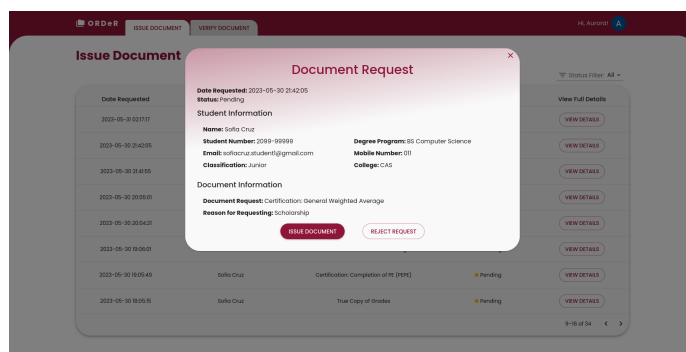 ORDeR
ISSUE DOCUMENT
VERIFY DOCUMENT
Hi, Aurora!
A
Issue Document
Status Filter: All
Date Requested
View Full Details
2023-05-31 02:17:17
VIEW DETAILS
2023-05-30 21:42:05
VIEW DETAILS
2023-05-30 21:41:55
VIEW DETAILS
2023-05-30 20:05:01
VIEW DETAILS
2023-05-30 20:04:21
VIEW DETAILS
2023-05-30 19:06:01
VIEW DETAILS
2023-05-30 19:05:49 Sofia Cruz Certification: Completion of PE (PEPE) Pending VIEW DETAILS
2023-05-30 18:05:15 Sofia Cruz True Copy of Grades Pending VIEW DETAILS
9-16 of 34
×
Document Request
Date Requested: 2023-05-30 21:42:05
Status: Pending
Student Information
Name: Sofia Cruz
Student Number: 2099-99999 Degree Program: BS Computer Science
Email: sofiacruz.student1@gmail.com Mobile Number: 011
Classification: Junior College: CAS
Document Information
Document Request: Certification: General Weighted Average
Reason for Requesting: Scholarship
ISSUE DOCUMENT
REJECT REQUEST